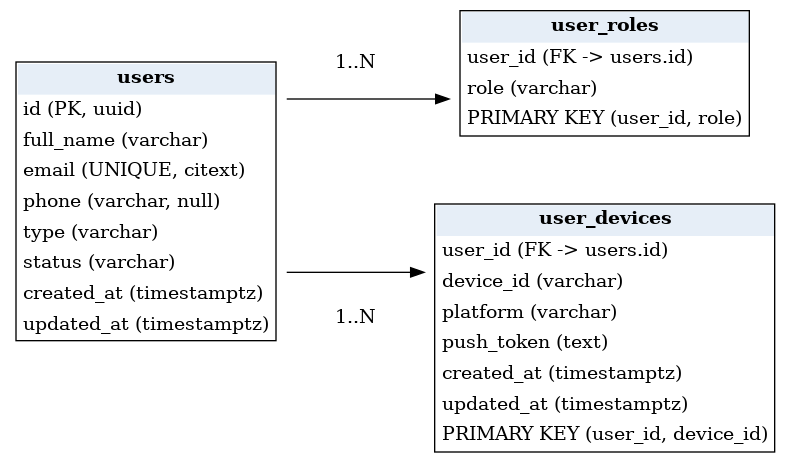 users
id (PK, uuid)
full_name (varchar)
email (UNIQUE, citext)
phone (varchar, null)
type (varchar)
status (varchar)
created_at (timestamptz)
updated_at (timestamptz)
1..N
user_roles
user_id (FK -> users.id)
role (varchar)
PRIMARY KEY (user_id, role)
1..N
user_devices
user_id (FK -> users.id)
device_id (varchar)
platform (varchar)
push_token (text)
created_at (timestamptz)
updated_at (timestamptz)
PRIMARY KEY (user_id, device_id)